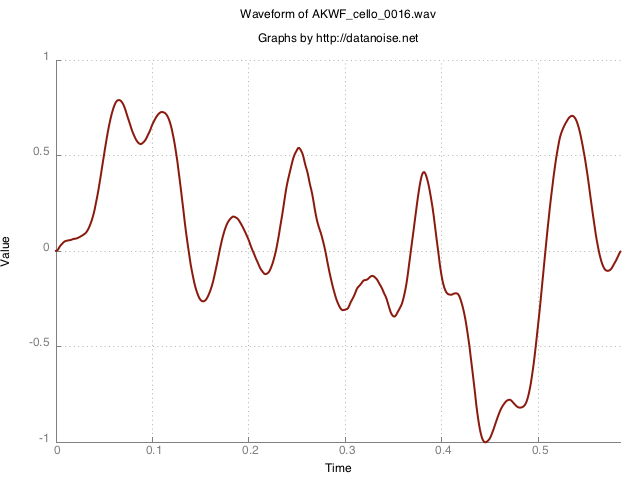 Waveform of AKWF_cello_0016.wav
Graphs by http://datanoise.net
1
0.5
0
-0.5
-1
Value
0 0.1 0.2 0.3 0.4 0.5
Time